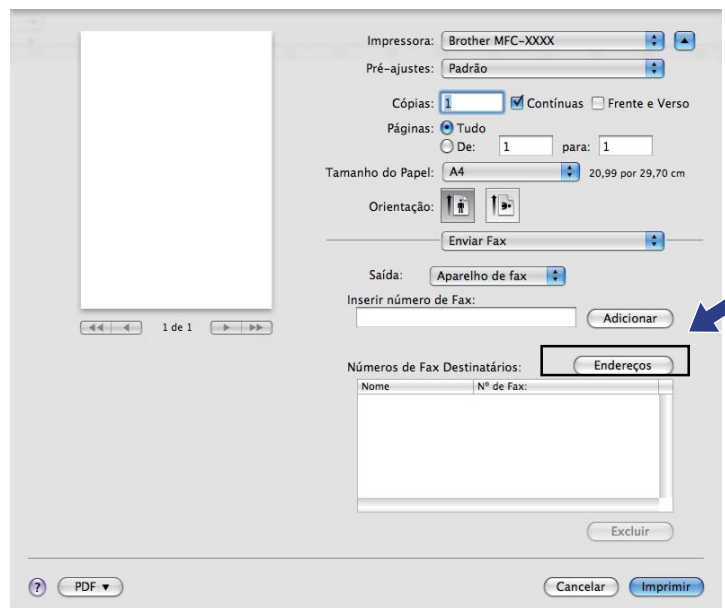 Impressora: Brother MFC-XXXX
Pré-ajustes: Padrão
Cópias: 1 Contínuas Frente e Verso
Páginas: Tudo
De: 1 para: 1
Tamanho do Papel: A4 20,99 por 29,70 cm
Orientação:
Enviar Fax
Saída: Aparelho de fax
Inserir número de Fax:
Adicionar
1 de 1
Números de Fax Destinatários: Endereços
Nome Nº de Fax:
Excluir
? PDF Cancelar Imprimir